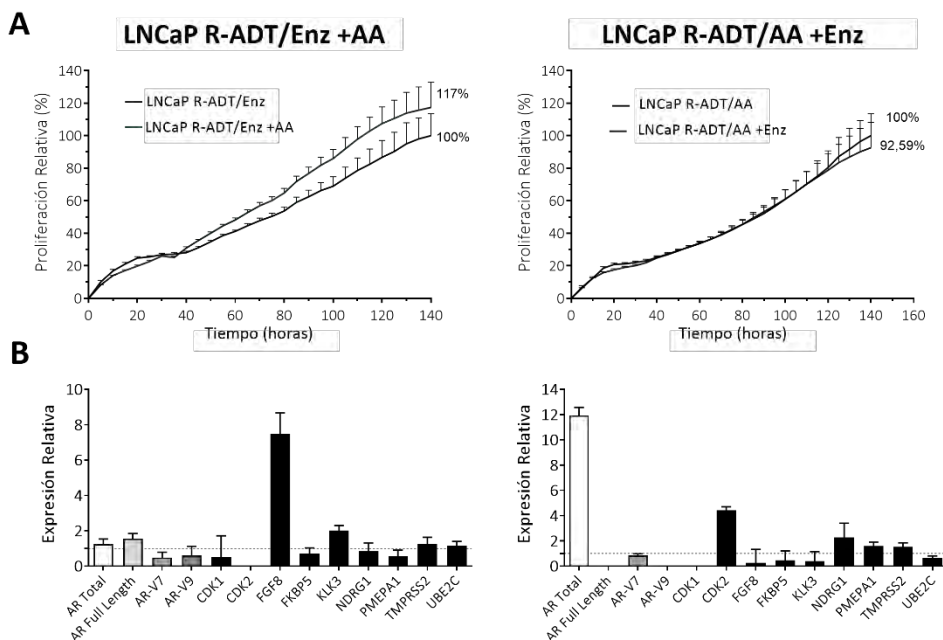 A
LNCaP R-ADT/Enz +AA
LNCaP R-ADT/AA +Enz
Proliferación Relativa (%)
140
120
100
80
60
40
20
0
LNCaP R-ADT/Enz
LNCaP R-ADT/Enz +AA
117%
100%
0 20 40 60 80 100 120 140
Tiempo (horas)
Proliferación Relativa (%)
140
120
100
80
60
40
20
0
LNCaP R-ADT/AA
LNCaP R-ADT/AA +Enz
100%
92,59%
0 20 40 60 80 100 120 140 160
Tiempo (horas)
B
Expresión Relativa
10
8
6
4
2
0
AR Total
AR Full Length
AR-V7
AR-V9
CDK1
CDK2
FGF8
FKBP5
KLK3
NDRG1
PMEPA1
TMPRSS2
UBE2C
Expresión Relativa
14
12
10
8
6
4
2
1
0
AR Total
AR Full Length
AR-V7
AR-V9
CDK1
CDK2
FGF8
FKBP5
KLK3
NDRG1
PMEPA1
TMPRSS2
UBE2C